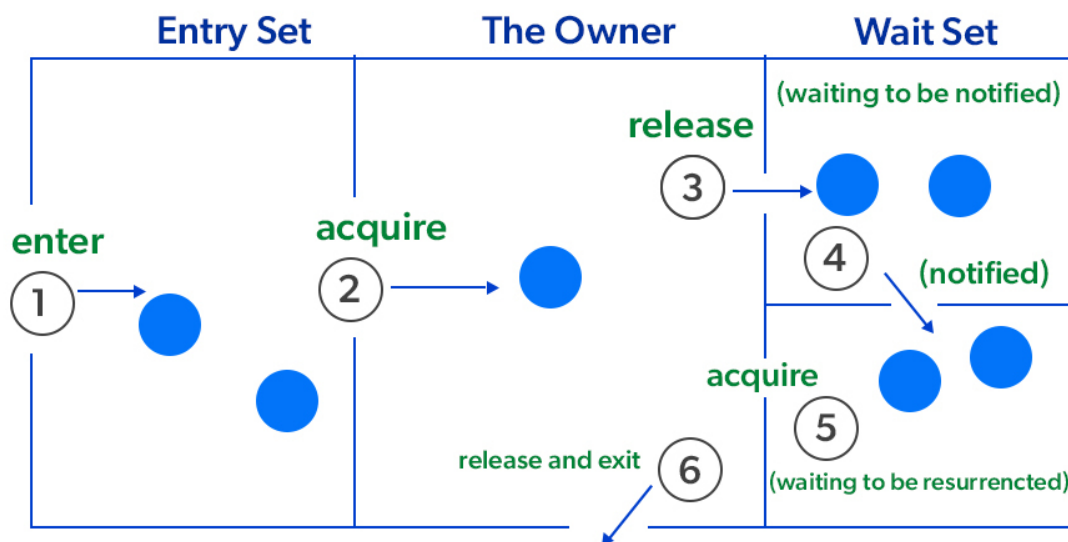 Entry Set
The Owner
Wait Set
(waiting to be notified)
release
3
enter
1
acquire
2
4
(notified)
acquire
5
release and exit
6
(waiting to be resurrencted)